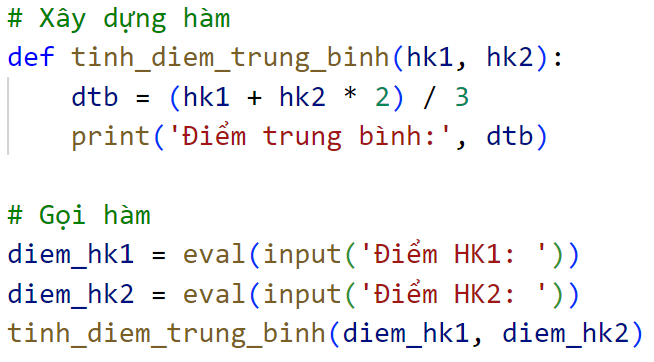 # Xây dựng hàm
def tinh_diem_trung_binh(hk1, hk2):
    dtb = (hk1 + hk2 * 2) / 3
    print('Điểm trung bình:', dtb)

# Gọi hàm
diem_hk1 = eval(input('Điểm HK1: '))
diem_hk2 = eval(input('Điểm HK2: '))
tinh_diem_trung_binh(diem_hk1, diem_hk2)